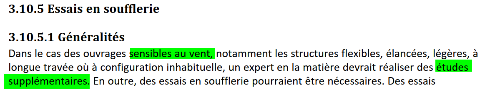 3.10.5 Essais en soufflerie
3.10.5.1 Généralités
Dans le cas des ouvrages sensibles au vent, notamment les structures flexibles, élancées, légères, à
longue travée où à configuration inhabituelle, un expert en la matière devrait réaliser des études
supplémentaires. En outre, des essais en soufflerie pourraient être nécessaires. Des essais